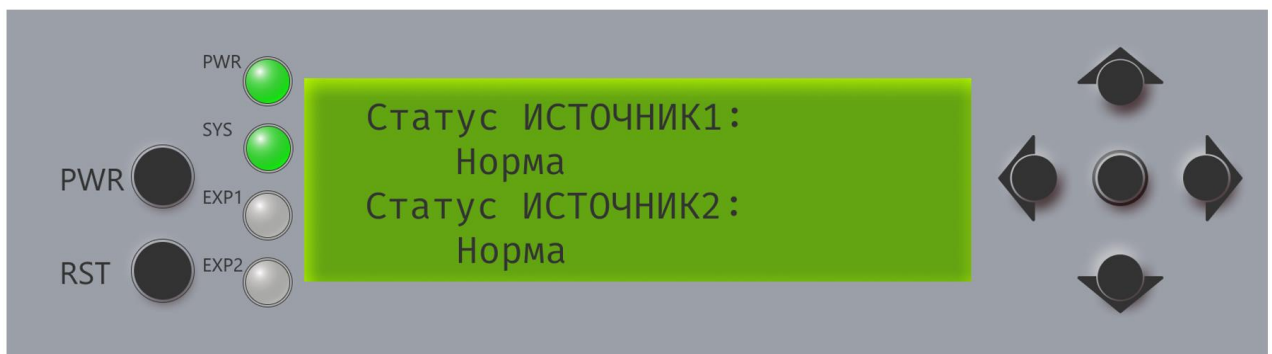 PWR
SYS
PWR
EXP1
RST
EXP2
Статус ИСТОЧНИК1:
Норма
Статус ИСТОЧНИК2:
Норма